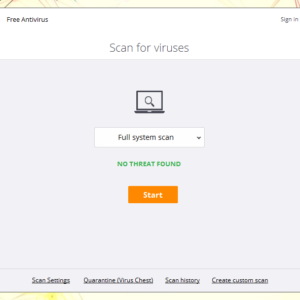 Free Antivirus
Sign in
Scan for viruses
Full system scan
NO THREAT FOUND
Start
Scan Settings Quarantine (Virus Chest) Scan history Create custom scan